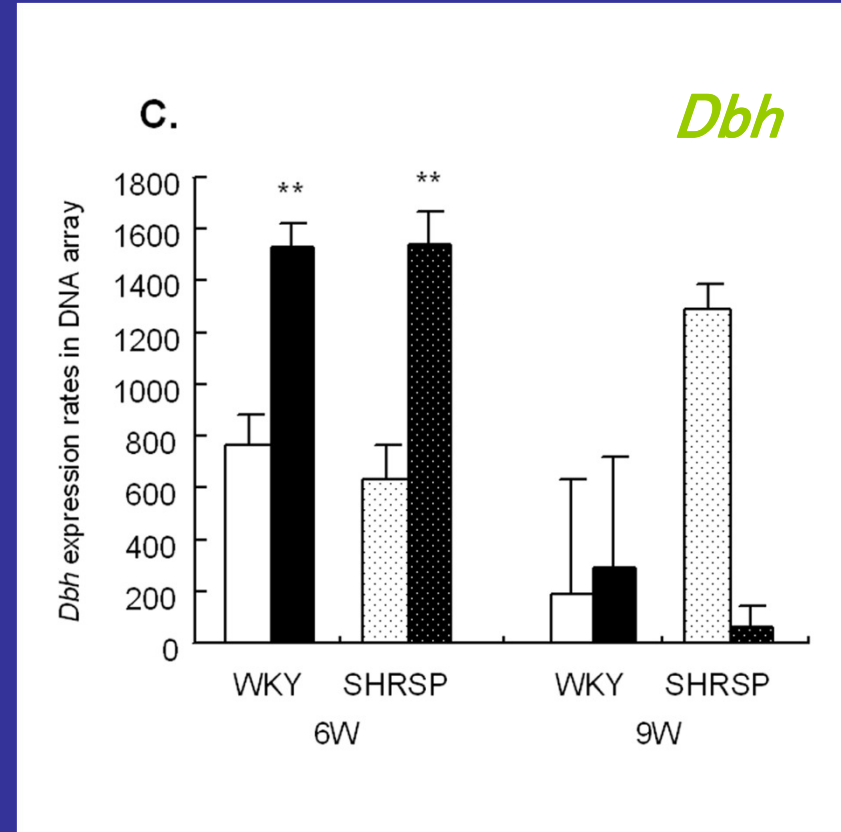 C.
Dbh
Dbh expression rates in DNA array
1800
1600
1400
1200
1000
800
600
400
200
0
** **
WKY SHRSP WKY SHRSP
6W 9W